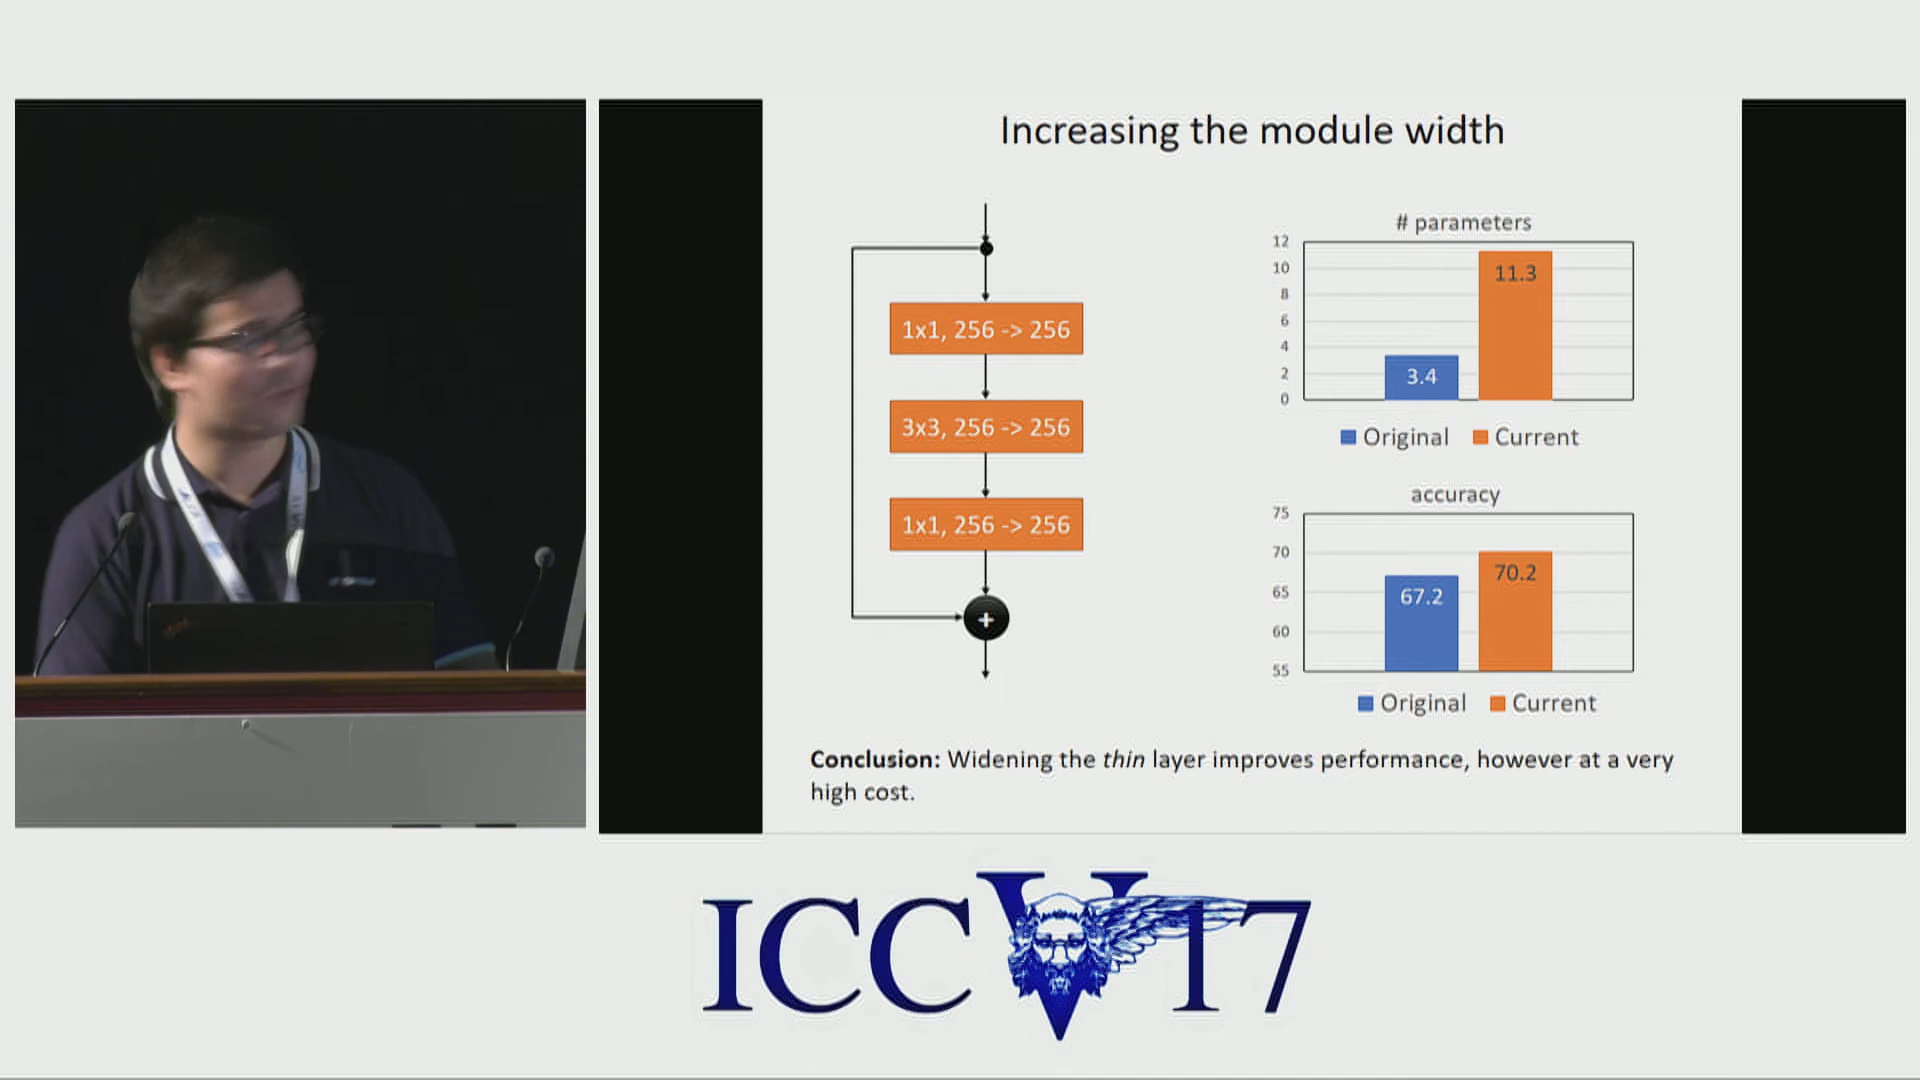 Increasing the module width
1x1, 256 -> 256
3x3, 256 -> 256
1x1, 256 -> 256
+
# parameters
12
10
8
6
4
2
0
3.4
11.3
Original Current
accuracy
75
70
65
60
55
67.2
70.2
Original Current
Conclusion: Widening the thin layer improves performance, however at a very
high cost.
ICCV17